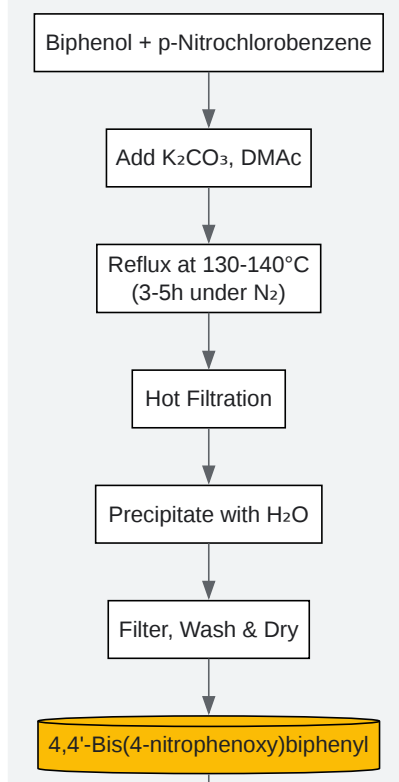 Biphenol + p-Nitrochlorobenzene
Add K₂CO₃, DMAc
Reflux at 130-140°C
(3-5h under N₂)
Hot Filtration
Precipitate with H₂O
Filter, Wash & Dry
4,4'-Bis(4-nitrophenoxy)biphenyl